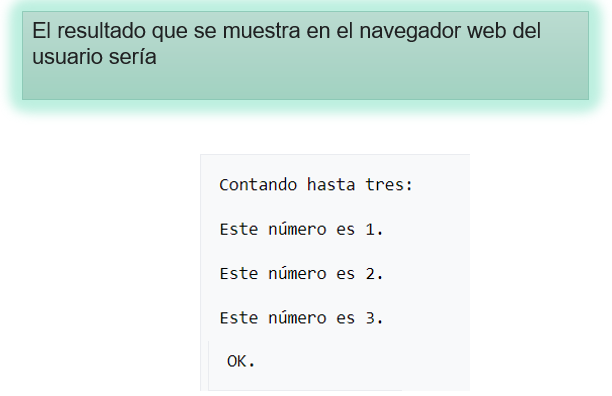 El resultado que se muestra en el navegador web del
usuario sería
Contando hasta tres:
Este número es 1.
Este número es 2.
Este número es 3.
OK.